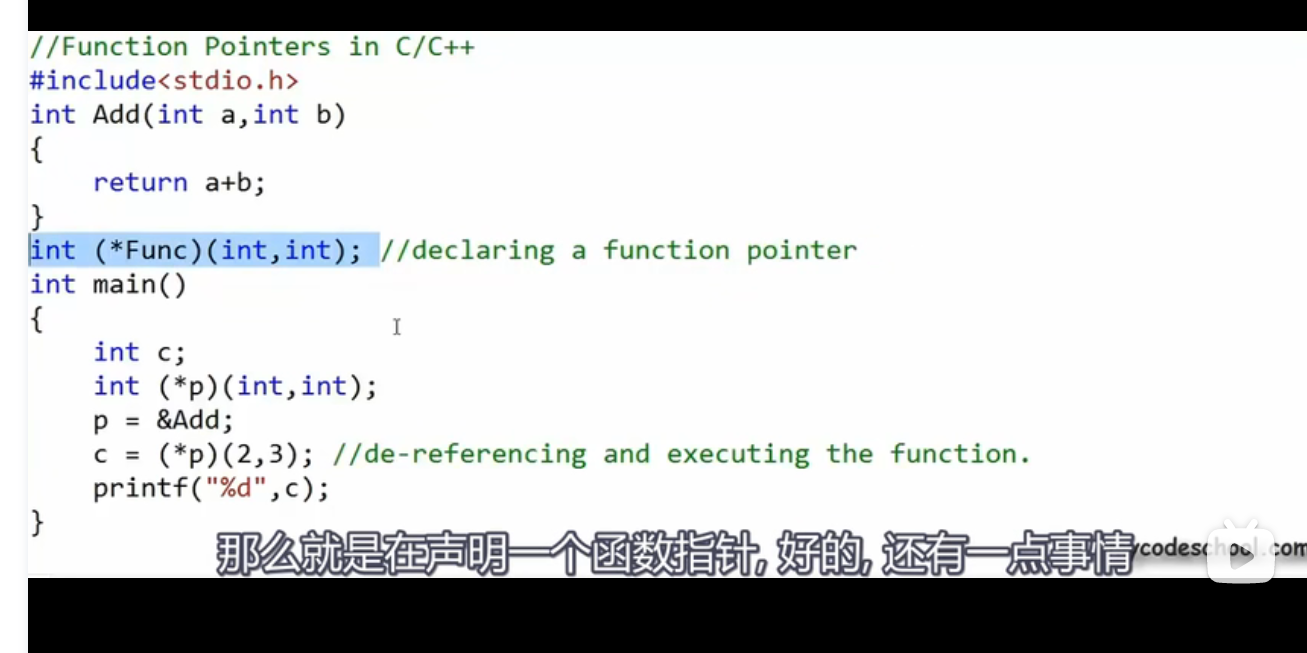 //Function Pointers in C/C++
#include<stdio.h>
int Add(int a,int b)
{
    return a+b;
}
int (*Func)(int,int); //declaring a function pointer
int main()
{
    int c;
    int (*p)(int,int);
    p = &Add;
    c = (*p)(2,3); //de-referencing and executing the function.
    printf("%d",c);
}
那么就是在声明一个函数指针, 好的, 还有一点事情
ycodeschool.com